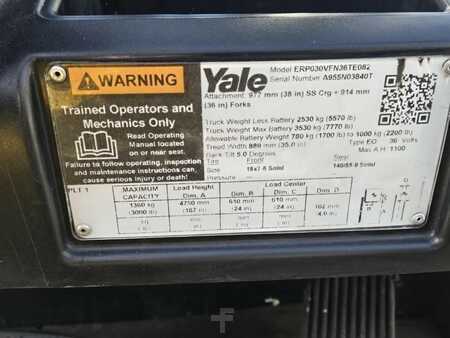 WARNING
Trained Operators and
Mechanics Only
Read Operating
Manual located
on or near seat.
Failure to follow operating, inspection
and maintenance instructions can
cause serious injury or death
Yale
Model ERP030VFN36TE082
Serial Number A955N03840T
Attachment: 972 mm (38 in) SS Crg + 914 mm
(36 in) Forks
Truck Weight Less Battery 2530 kg (5570 lb)
Truck Weight Max Battery 3530 kg (7770 lb)
Battery Weight 780 kg (1700 lb) to 1000 kg (2200 lb)
Tread Width 889 mm (35.0 in) Type EO 36 Volts
Back Tilt 5.0 Degrees Max A H 1100
Tire Front Steer
Size 18x7-8 Solid 140/55-9 Solid
Pressure
MAXIMUM CAPACITY
Load Height Load Center
Dim. A Dim. B Dim. C Dim. D
1360 kg 4750 mm 610 mm 610 mm 102 mm
(3000 lb) (187 in) (24 in) (24 in) (4.0 in)